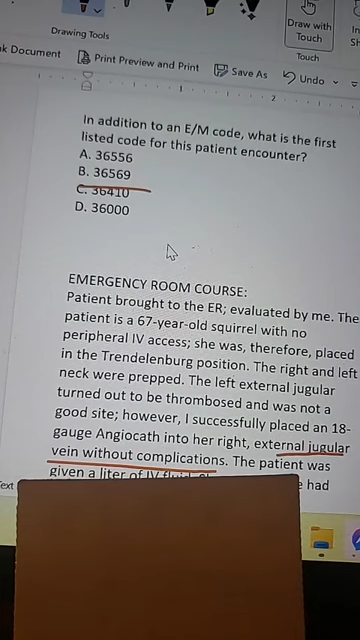 Draw with
Touch
Drawing Tools
Touch
Document
Print Preview and Print
Save As
Undo
1
2
In addition to an E/M code, what is the first
listed code for this patient encounter?
A. 36556
B. 36569
C. 36410
D. 36000
EMERGENCY ROOM COURSE:
Patient brought to the ER; evaluated by me. The
patient is a 67-year-old squirrel with no
peripheral IV access; she was, therefore, placed
in the Trendelenburg position. The right and left
neck were prepped. The left external jugular
turned out to be thrombosed and was not a
good site; however, I successfully placed an 18-
gauge Angiocath into her right, external jugular
vein without complications. The patient was
given a liter of IV had